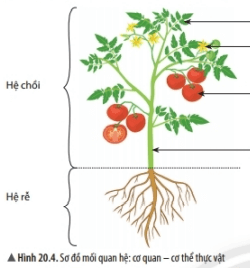 Hệ chồi
Hệ rễ
▲ Hình 20.4. Sơ đồ mối quan hệ: cơ quan – cơ thể thực vật